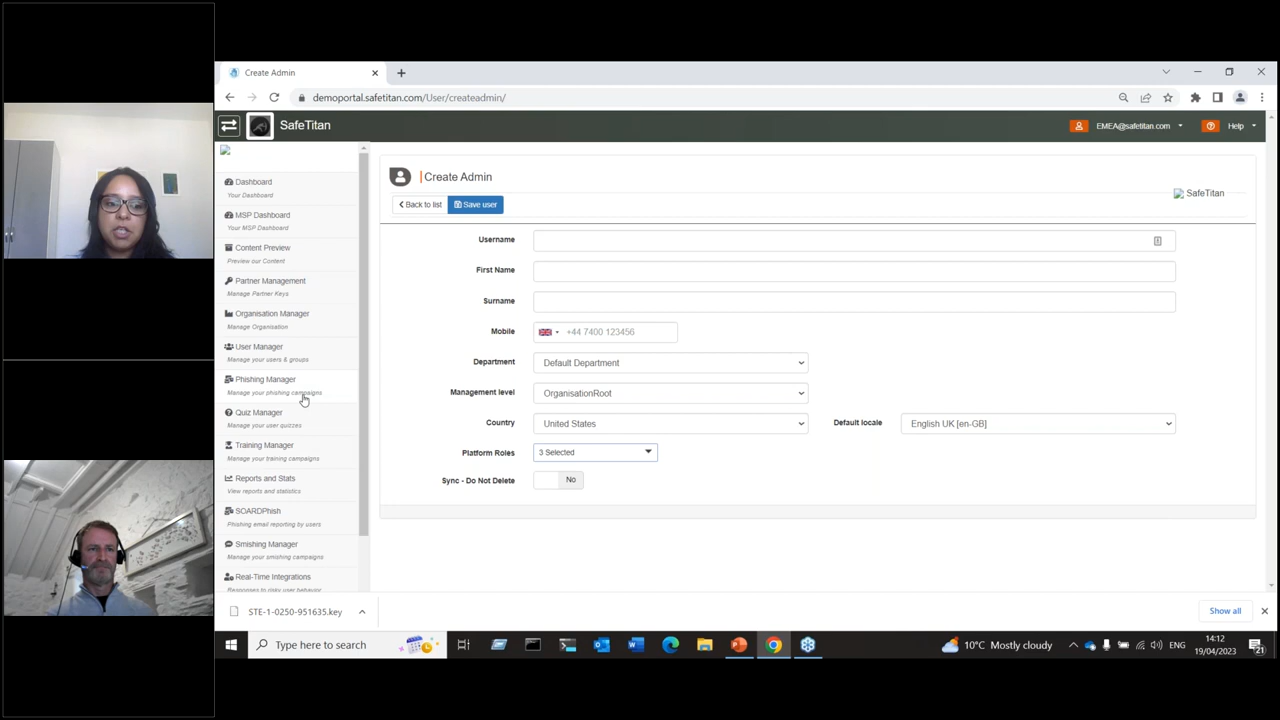 Create Admin
demoportal.safetitan.com/User/createadmin/
SafeTitan
EMEA@safetitan.com
Help
Dashboard
Your Dashboard
MSP Dashboard
Your MSP Dashboard
Content Preview
Preview our Content
Partner Management
Manage Partner Keys
Organisation Manager
Manage Organisation
User Manager
Manage your users & groups
Phishing Manager
Manage your phishing campaigns
Quiz Manager
Manage your user quizzes
Training Manager
Manage your training campaigns
Reports and Stats
View reports and statistics
SOARDPhish
Phishing email reporting by users
Smishing Manager
Manage your smishing campaigns
Real-Time Integrations
Responses to risky user behavior
Create Admin
SafeTitan
Back to list
Save user
Username
First Name
Surname
Mobile +44 7400 123456
Department Default Department
Management level OrganisationRoot
Country United States Default locale English UK [en-GB]
Platform Roles 3 Selected
Sync - Do Not Delete No
STE-1-0250-951635.key
Show all
Type here to search
10°C Mostly cloudy
ENG
14:12
19/04/2023
21